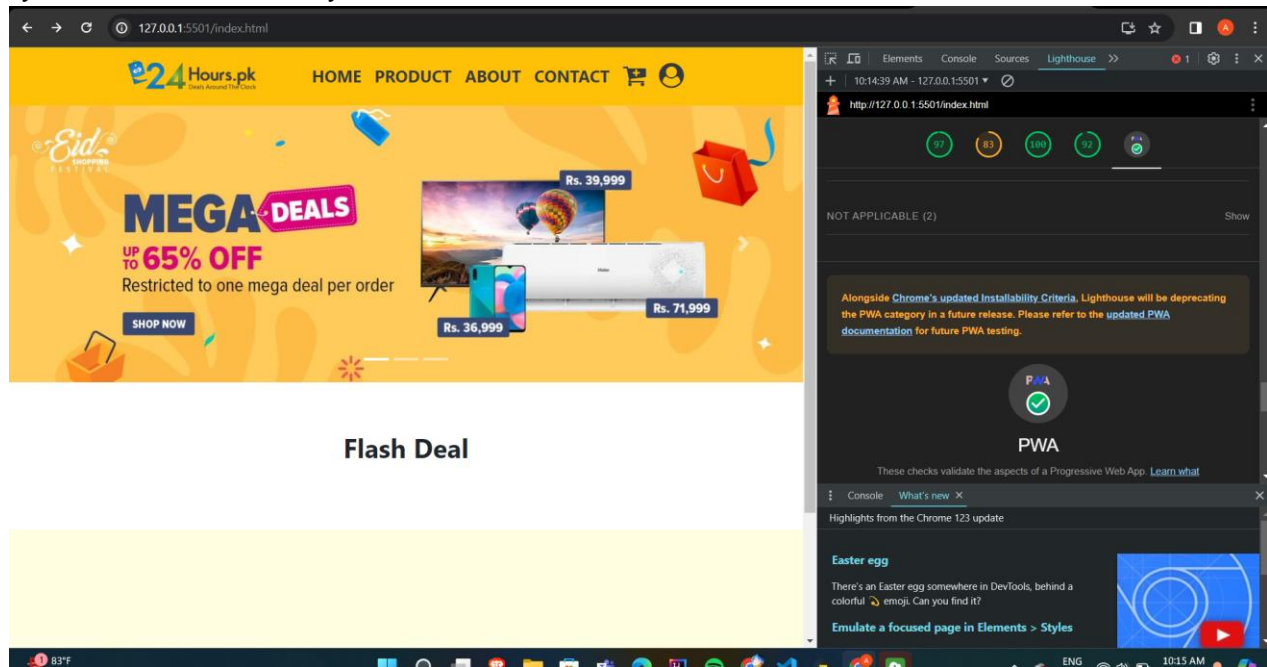 127.0.0.1:5501/index.html
24 Hours.pk
Deals Around The Clock
HOME PRODUCT ABOUT CONTACT
Eid
SHOPPING
FESTIVAL
MEGA DEALS
UP TO 65% OFF
Restricted to one mega deal per order
SHOP NOW
Rs. 39,999
Rs. 36,999
Rs. 71,999
Haier
Flash Deal
Elements Console Sources Lighthouse 1
10:14:39 AM - 127.0.0.1:5501
http://127.0.0.1:5501/index.html
97 83 100 92
NOT APPLICABLE (2) Show
Alongside Chrome's updated Installability Criteria, Lighthouse will be deprecating
the PWA category in a future release. Please refer to the updated PWA
documentation for future PWA testing.
PWA
PWA
These checks validate the aspects of a Progressive Web App. Learn what
Console What's new
Highlights from the Chrome 123 update
Easter egg
There's an Easter egg somewhere in DevTools, behind a
colorful 💫 emoji. Can you find it?
Emulate a focused page in Elements > Styles
1 83°F
ENG 10:15 AM